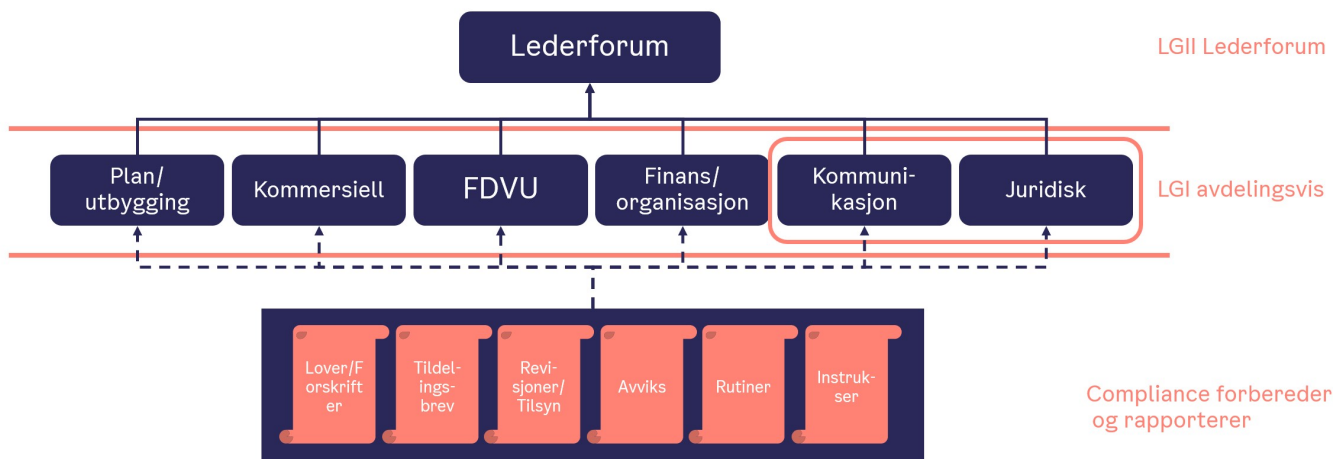 Lederforum
LGII Lederforum
Plan/
utbygging
Kommersiell
FDVU
Finans/
organisasjon
Kommuni-
kasjon
Juridisk
LGI avdelingsvis
Lover/F
orskrift
er
Tildel-
ings-
brev
Revi-
sjoner/
Tilsyn
Avviks
Rutiner
Instruk-
ser
Compliance forbereder
og rapporterer